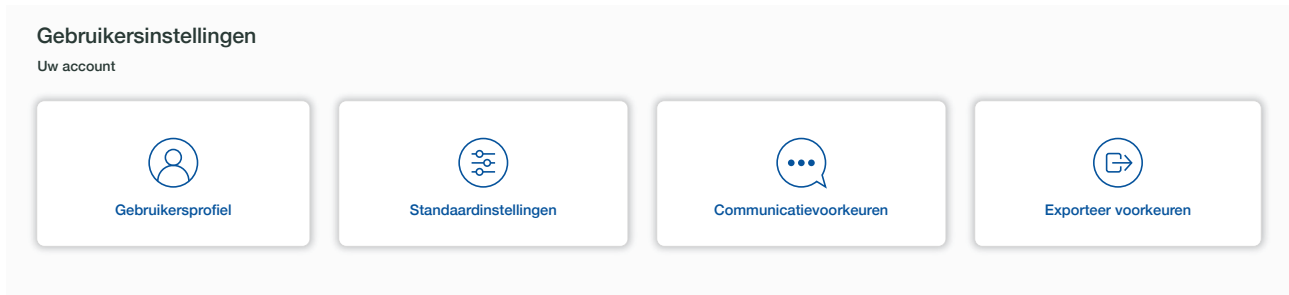 Gebruikersinstellingen
Uw account
Gebruikersprofiel
Standaardinstellingen
Communicatievoorkeuren
Exporteer voorkeuren